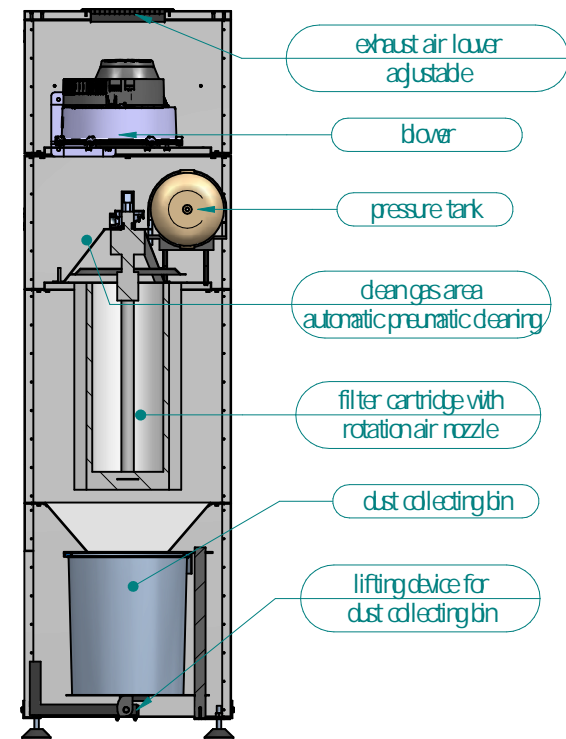 exhaust air louver
adjustable
blower
pressure tank
clean gas area
automatic pneumatic cleaning
filter cartridge with
rotation air nozzle
dust collecting bin
lifting device for
dust collecting bin